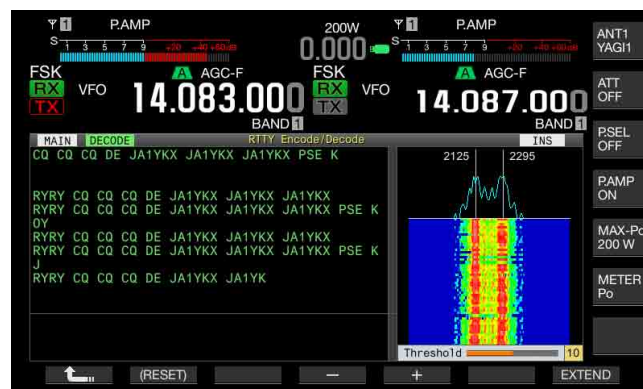 1 P.AMP 200W 1 P.AMP
S 1 3 5 7 9 +20 +40 +60dB 0.000 S 1 3 5 7 9 +20 +40 +60dB
FSK A AGC-F FSK A AGC-F
RX VFO 14.083.000 RX VFO 14.087.000
TX TX
BAND 1 BAND 1
MAIN DECODE RTTY Encode/Decode INS
CQ CQ CQ DE JA1YKX JA1YKX JA1YKX PSE K
RYRY CQ CQ CQ DE JA1YKX JA1YKX JA1YKX
RYRY CQ CQ CQ DE JA1YKX JA1YKX JA1YKX PSE K
OY
RYRY CQ CQ CQ DE JA1YKX JA1YKX JA1YKX
RYRY CQ CQ CQ DE JA1YKX JA1YKX JA1YKX PSE K
J
RYRY CQ CQ CQ DE JA1YKX JA1YK
2125 2295
Threshold 10
ANT1
YAGI1
ATT
OFF
P.SEL
OFF
P.AMP
ON
MAX-Po
200 W
METER
Po
(RESET) − + EXTEND